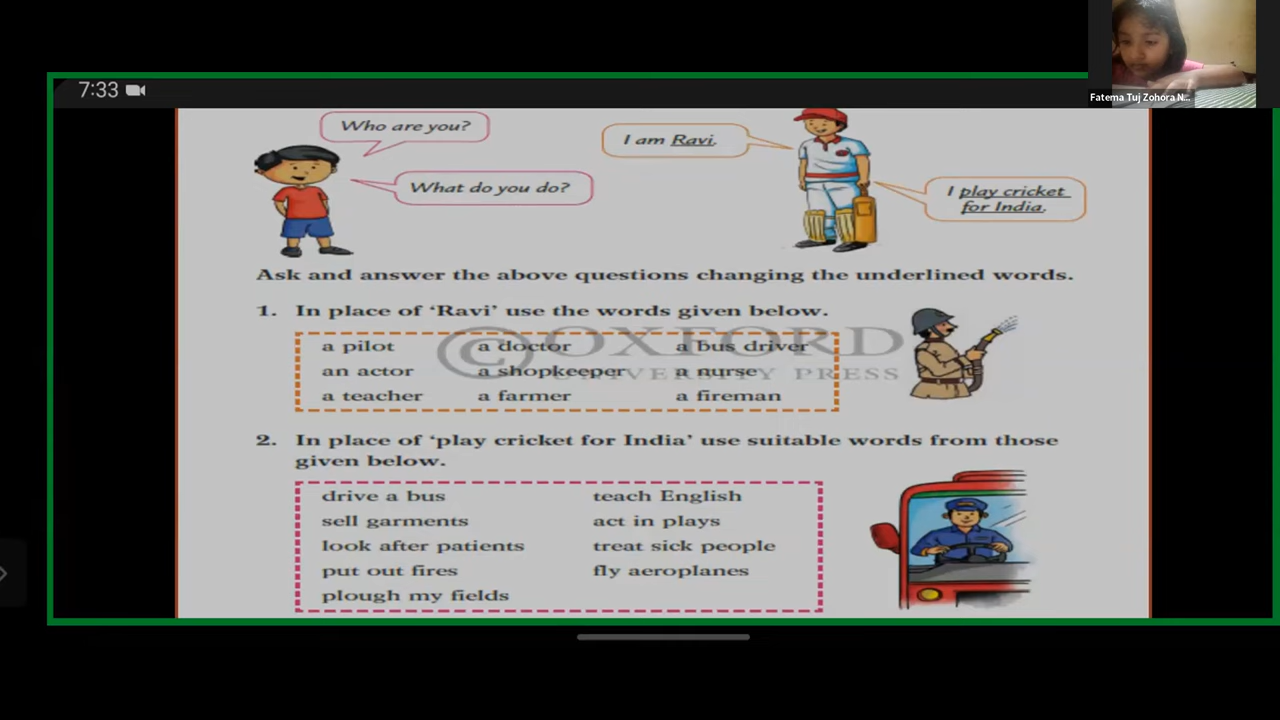 Fatema Tuj Zohora N...
7:33
Who are you?
I am Ravi.
What do you do?
I play cricket
for India.
Ask and answer the above questions changing the underlined words.
1. In place of ‘Ravi’ use the words given below.
© OXFORD
UNIVERSITY PRESS
a pilot a doctor a bus driver
an actor a shopkeeper a nurse
a teacher a farmer a fireman
2. In place of ‘play cricket for India’ use suitable words from those
given below.
drive a bus teach English
sell garments act in plays
look after patients treat sick people
put out fires fly aeroplanes
plough my fields